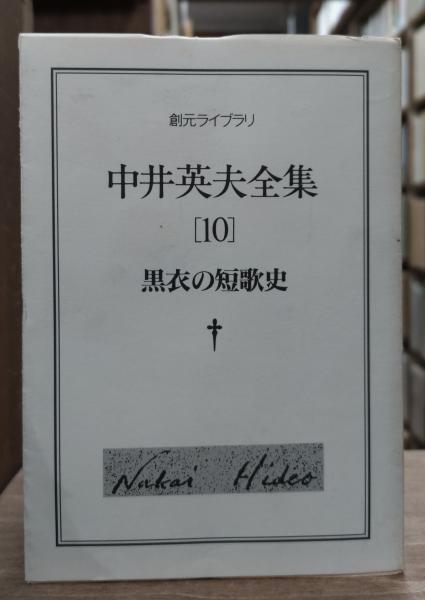 創元ライブラリ
中井英夫全集
[10]
黒衣の短歌史
†
Nakai Hideo